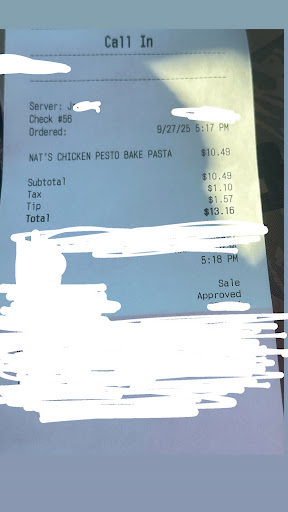 Call In
Server: J
Check #56
Ordered: 9/27/25 5:17 PM
NAT'S CHICKEN PESTO BAKE PASTA $10.49
Subtotal $10.49
Tax $1.10
Tip $1.57
Total $13.16
5:18 PM
Sale
Approved